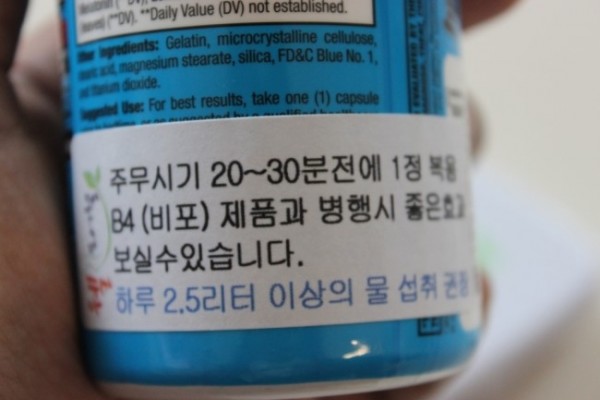 (**DV). **Daily Value (DV) not established.
Other Ingredients: Gelatin, microcrystalline cellulose,
acid, magnesium stearate, silica, FD&C Blue No. 1,
titanium dioxide.
Suggested Use: For best results, take one (1) capsule
주무시기 20~30분전에 1정 복용
B4 (비포) 제품과 병행시 좋은효과
보실수있습니다.
하루 2.5리터 이상의 물 섭취 권장